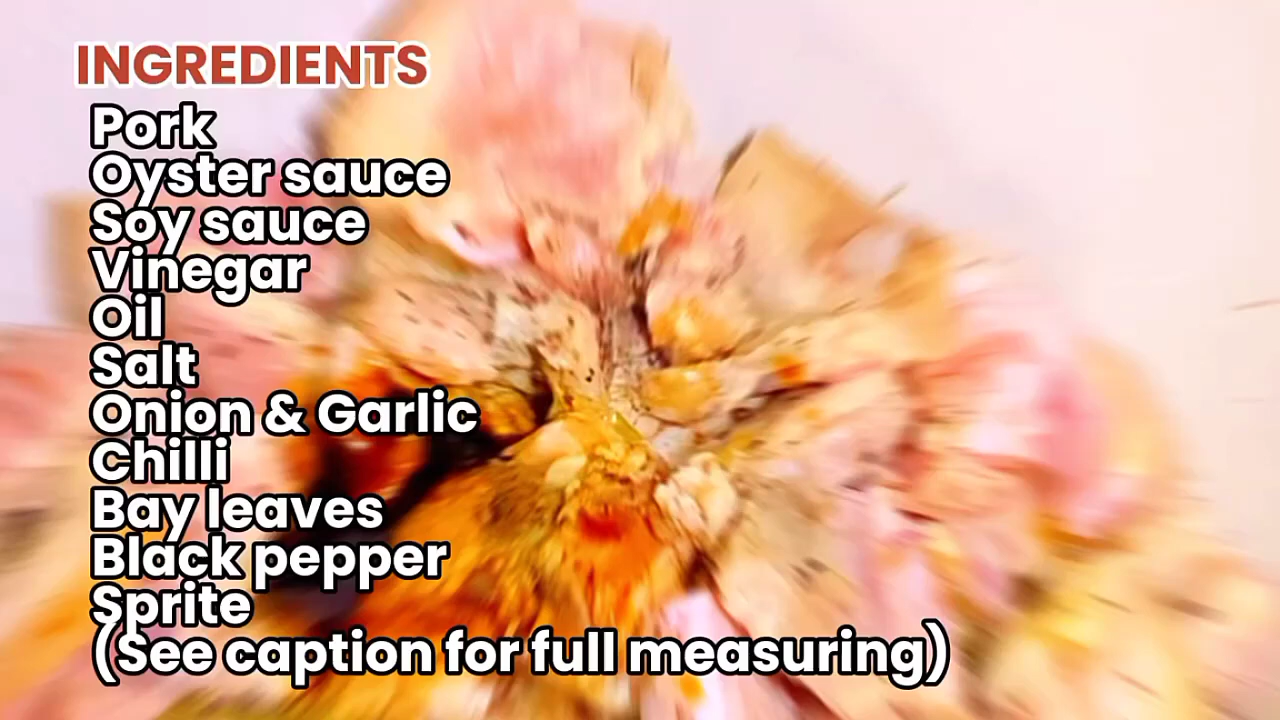 INGREDIENTS
Pork
Oyster sauce
Soy sauce
Vinegar
Oil
Salt
Onion & Garlic
Chilli
Bay leaves
Black pepper
Sprite
(See caption for full measuring)